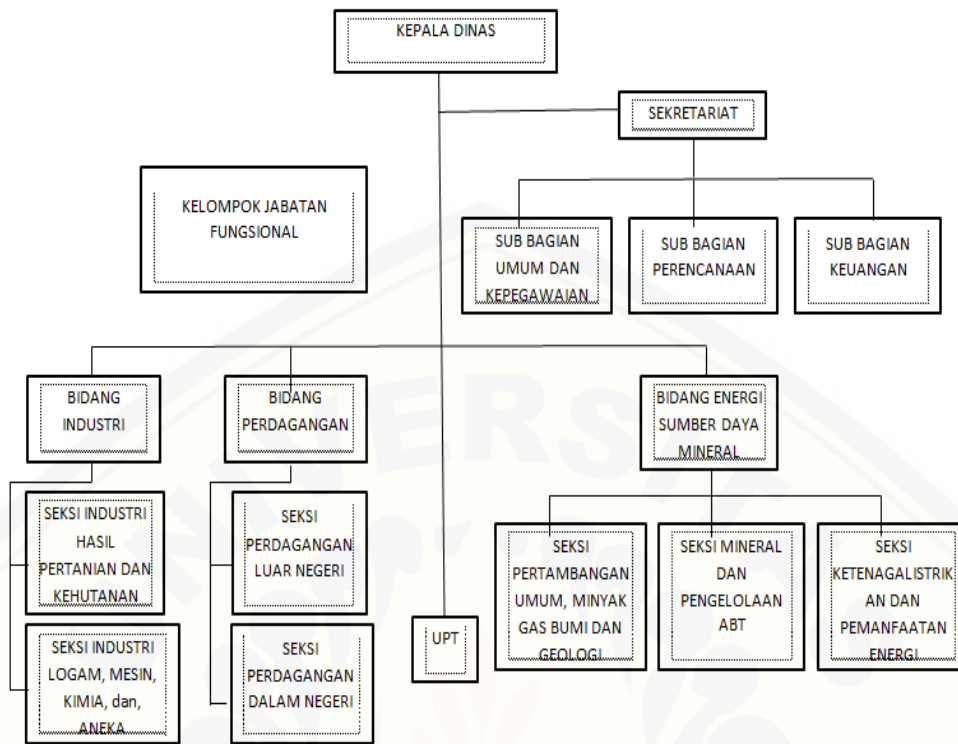 KEPALA DINAS
SEKRETARIAT
KELOMPOK JABATAN
FUNGSIONAL
SUB BAGIAN
UMUM DAN
KEPEGAWAIAN
SUB BAGIAN
PERENCANAAN
SUB BAGIAN
KEUANGAN
BIDANG
INDUSTRI
BIDANG
PERDAGANGAN
BIDANG ENERGI
SUMBER DAYA
MINERAL
SEKSI INDUSTRI
HASIL
PERTANIAN DAN
KEHUTANAN
SEKSI
PERDAGANGAN
LUAR NEGERI
SEKSI
PERTAMBANGAN
UMUM, MINYAK
GAS BUMI DAN
GEOLOGI
SEKSI MINERAL
DAN
PENGELOLAAN
ABT
SEKSI
KETENAGALISTRIK
AN DAN
PEMANFAATAN
ENERGI
UPT
SEKSI INDUSTRI
LOGAM, MESIN,
KIMIA, dan,
ANEKA
SEKSI
PERDAGANGAN
DALAM NEGERI